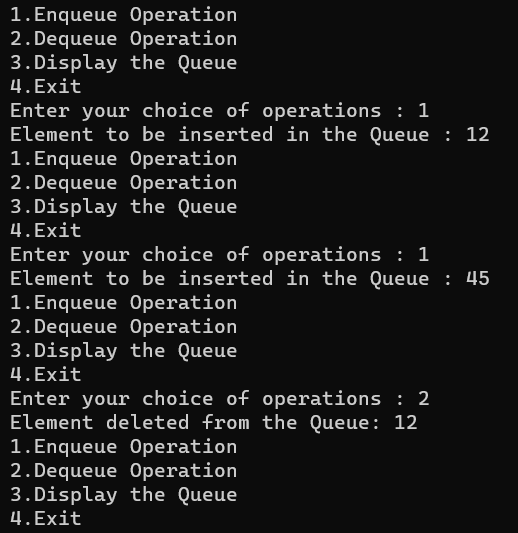 1.Enqueue Operation
2.Dequeue Operation
3.Display the Queue
4.Exit
Enter your choice of operations : 1
Element to be inserted in the Queue : 12
1.Enqueue Operation
2.Dequeue Operation
3.Display the Queue
4.Exit
Enter your choice of operations : 1
Element to be inserted in the Queue : 45
1.Enqueue Operation
2.Dequeue Operation
3.Display the Queue
4.Exit
Enter your choice of operations : 2
Element deleted from the Queue: 12
1.Enqueue Operation
2.Dequeue Operation
3.Display the Queue
4.Exit